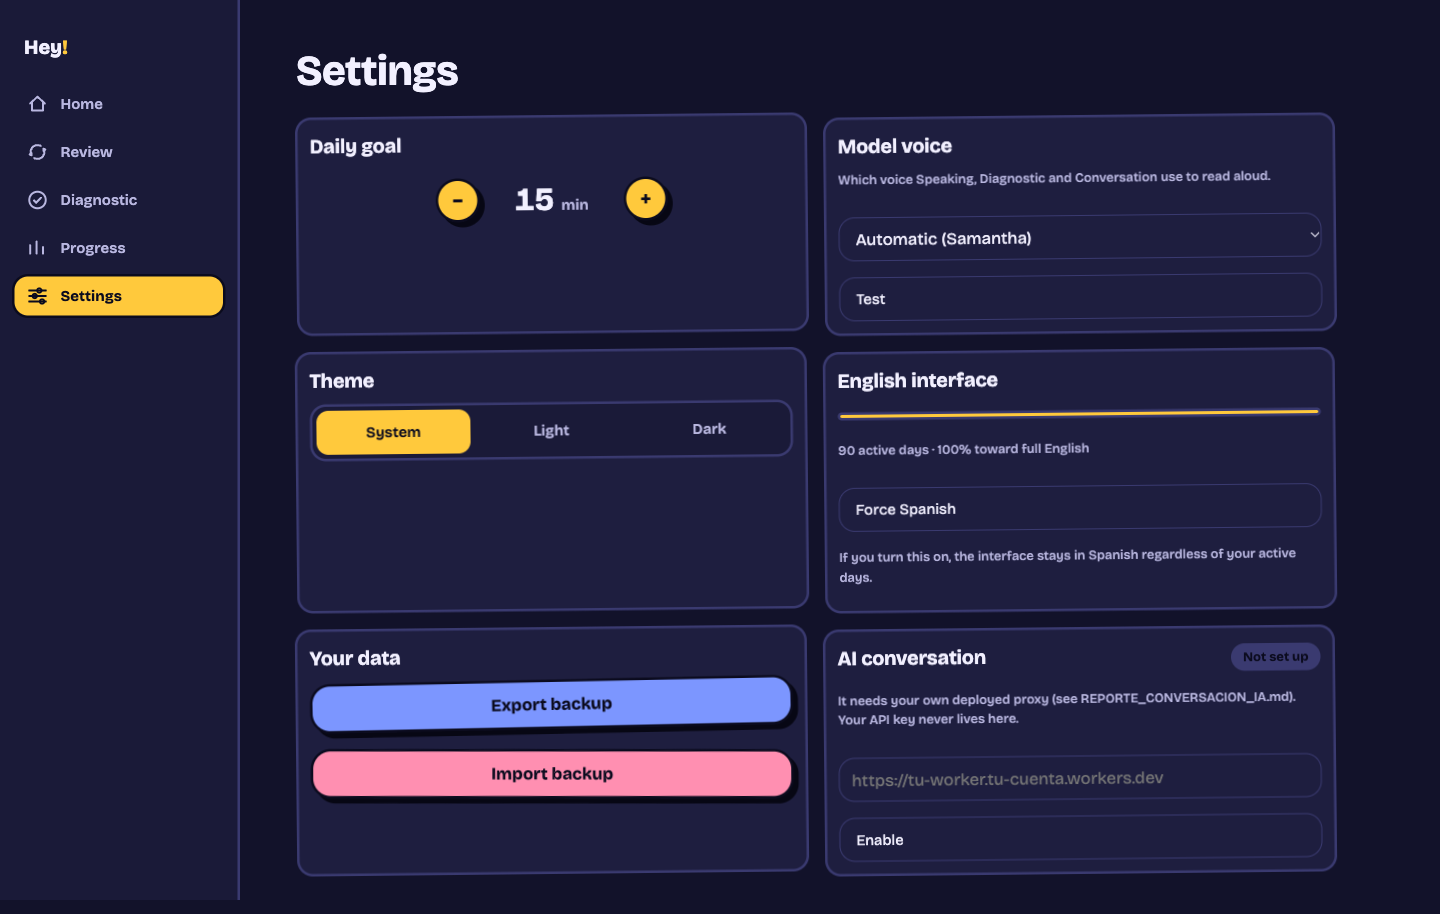 Hey!
Home
Review
Diagnostic
Progress
Settings
Settings
Daily goal
-
15 min
+
Model voice
Which voice Speaking, Diagnostic and Conversation use to read aloud.
Automatic (Samantha)
Test
Theme
System
Light
Dark
English interface
90 active days · 100% toward full English
Force Spanish
If you turn this on, the interface stays in Spanish regardless of your active
days.
Your data
Export backup
Import backup
AI conversation
Not set up
It needs your own deployed proxy (see REPORTE_CONVERSACION_IA.md).
Your API key never lives here.
https://tu-worker.tu-cuenta.workers.dev
Enable